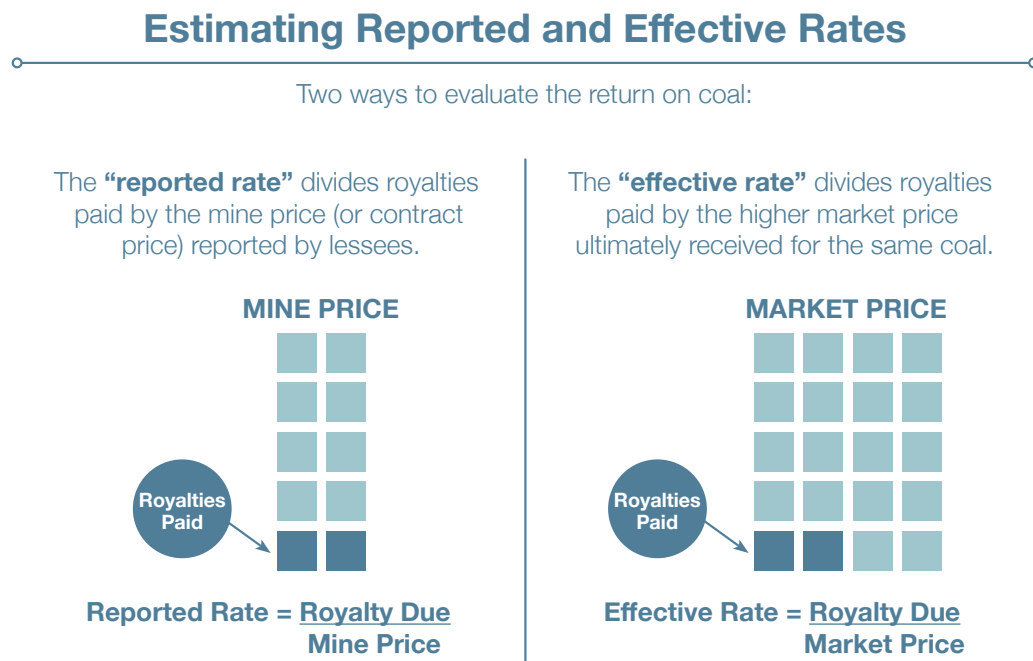 Estimating Reported and Effective Rates
Two ways to evaluate the return on coal:
The “reported rate” divides royalties
paid by the mine price (or contract
price) reported by lessees.
MINE PRICE
Royalties
Paid
Reported Rate = Royalty Due
Mine Price
The “effective rate” divides royalties
paid by the higher market price
ultimately received for the same coal.
MARKET PRICE
Royalties
Paid
Effective Rate = Royalty Due
Market Price